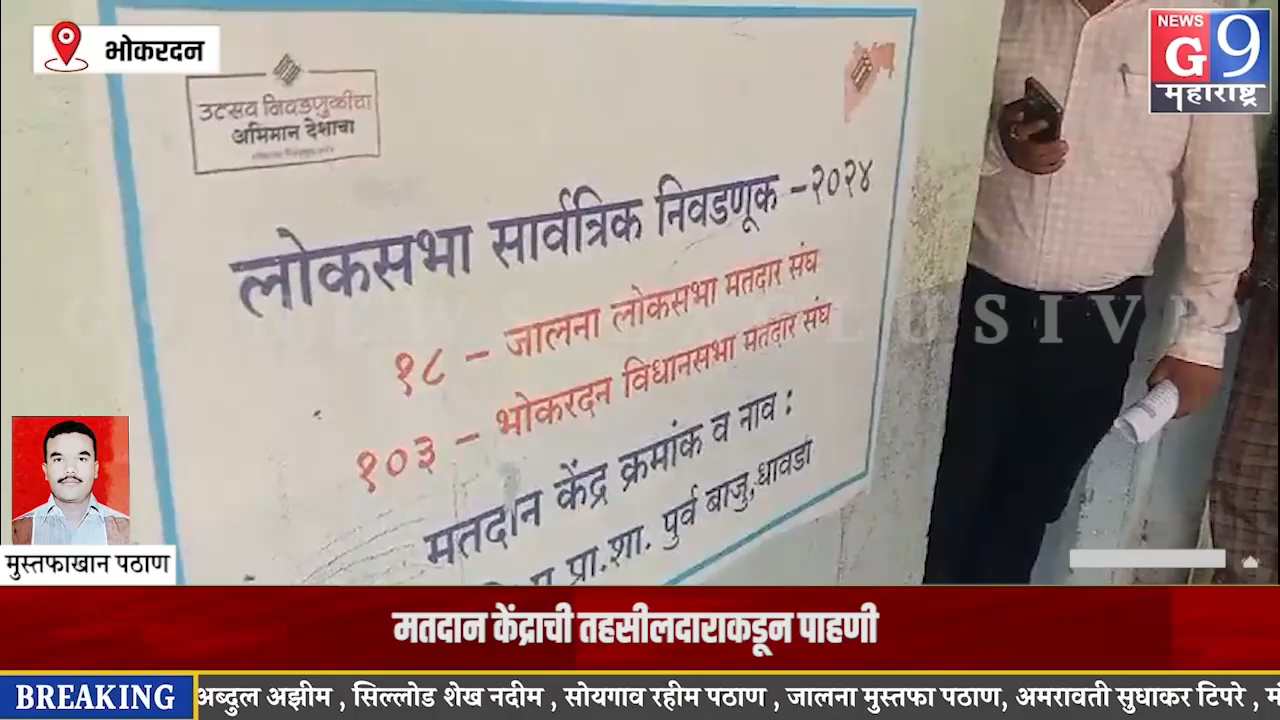 भोकरदन
NEWS
G9
महाराष्ट्र
उत्सव निवडणुकीचा
अभिमान देशाचा
लोकसभा सार्वत्रिक निवडणूक -२०२४
१८ - जालना लोकसभा मतदार संघ
१०३ - भोकरदन विधानसभा मतदार संघ
मतदान केंद्र क्रमांक व नाव :
प्रा.शा. पुर्व बाजु,धावडा
मुस्तफाखान पठाण
मतदान केंद्राची तहसीलदाराकडून पाहणी
BREAKING
अब्दुल अझीम , सिल्लोड शेख नदीम , सोयगाव रहीम पठाण , जालना मुस्तफा पठाण, अमरावती सुधाकर टिपरे ,